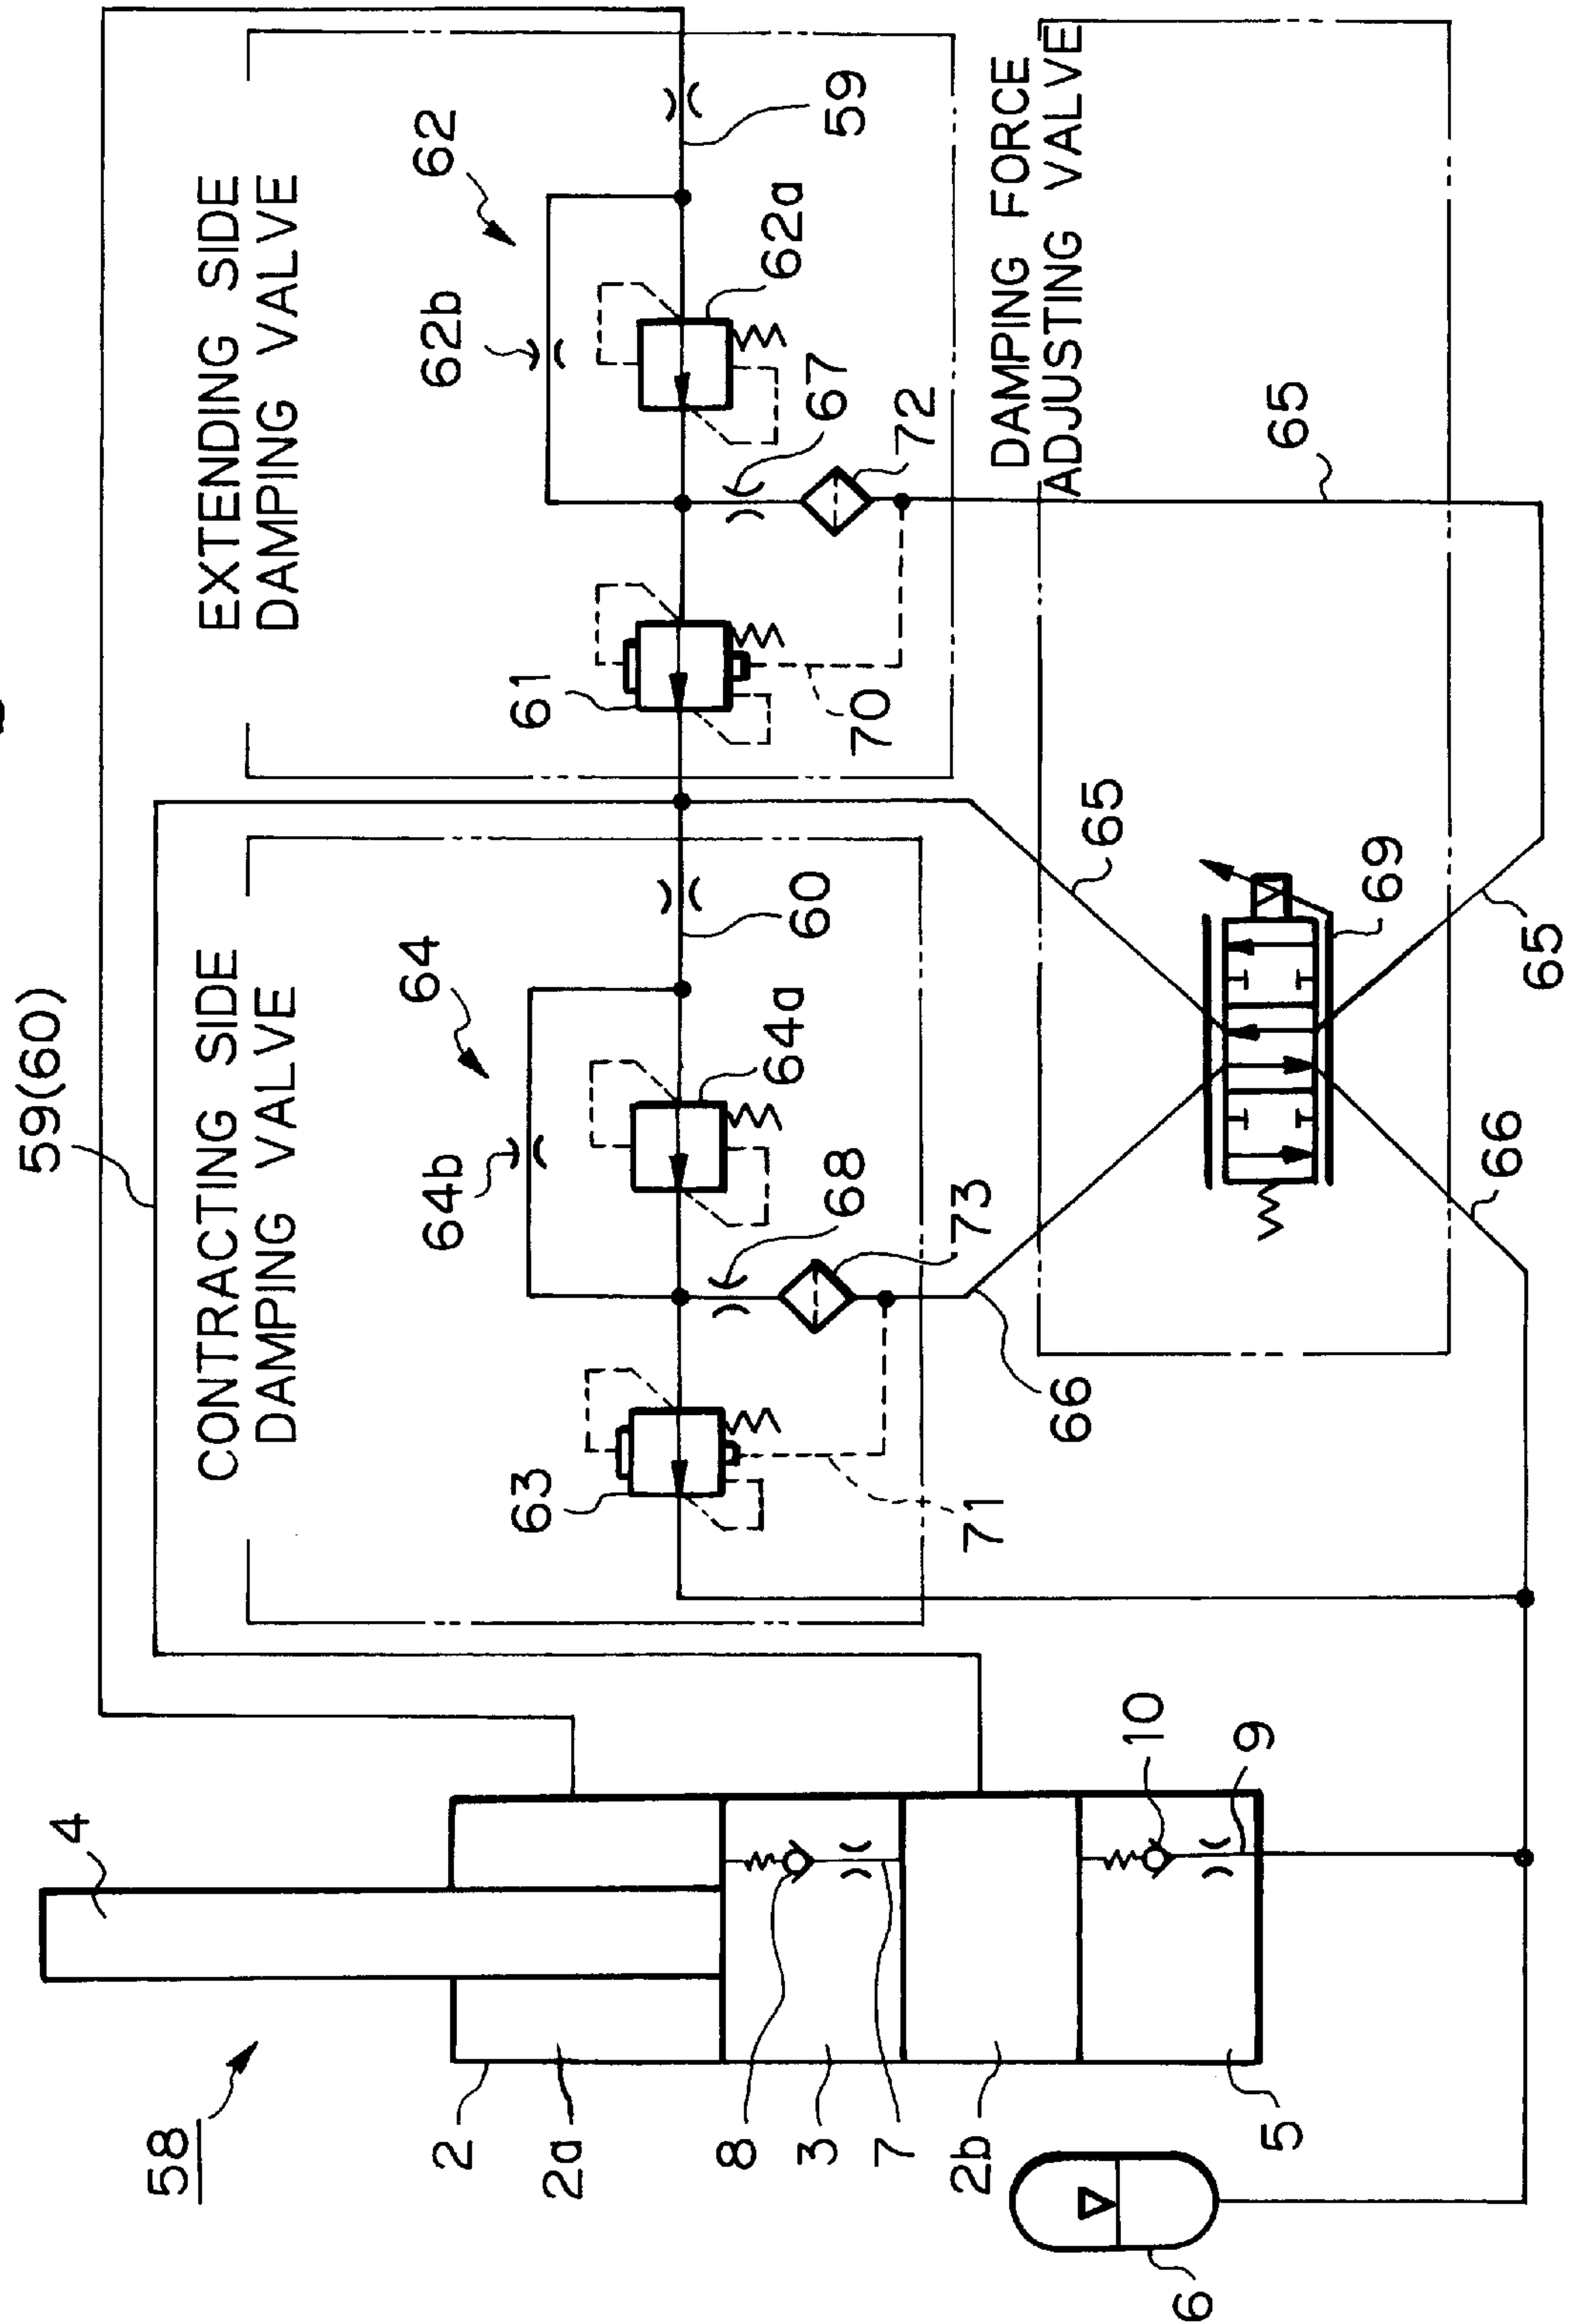 59(60)
4
58
CONTRACTING SIDE
DAMPING VALVE
EXTENDING SIDE
DAMPING VALVE
2
2a
64
64b
62
62b
63
64a
60
61
62a
59
8
3
7
68
67
70
72
2b
71
73
DAMPING FORCE
ADJUSTING VALVE
66
65
10
9
5
6
69
65
66
65